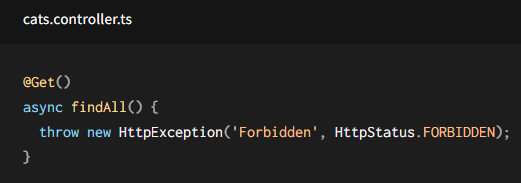 cats.controller.ts
@Get()
async findAll() {
  throw new HttpException('Forbidden', HttpStatus.FORBIDDEN);
}